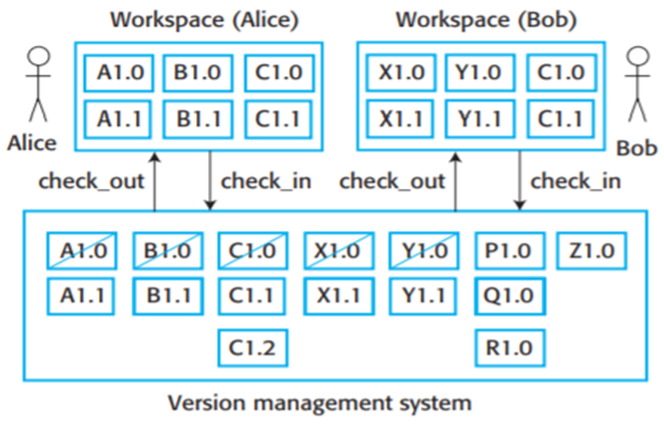 Workspace (Alice) Workspace (Bob)
A1.0 B1.0 C1.0 X1.0 Y1.0 C1.0
A1.1 B1.1 C1.1 X1.1 Y1.1 C1.1
Alice Bob
check_out check_in check_out check_in
A1.0 B1.0 C1.0 X1.0 Y1.0 P1.0 Z1.0
A1.1 B1.1 C1.1 X1.1 Y1.1 Q1.0
C1.2 R1.0
Version management system